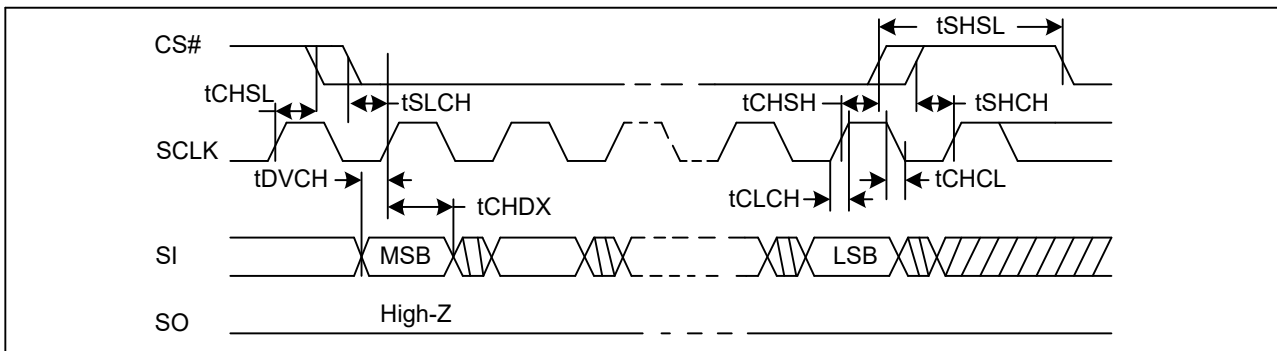 tSHSL
CS#
tCHSL
tSLCH
tCHSH
tSHCH
SCLK
tDVCH
tCHDX
tCLCH
tCHCL
SI
MSB
LSB
High-Z
SO